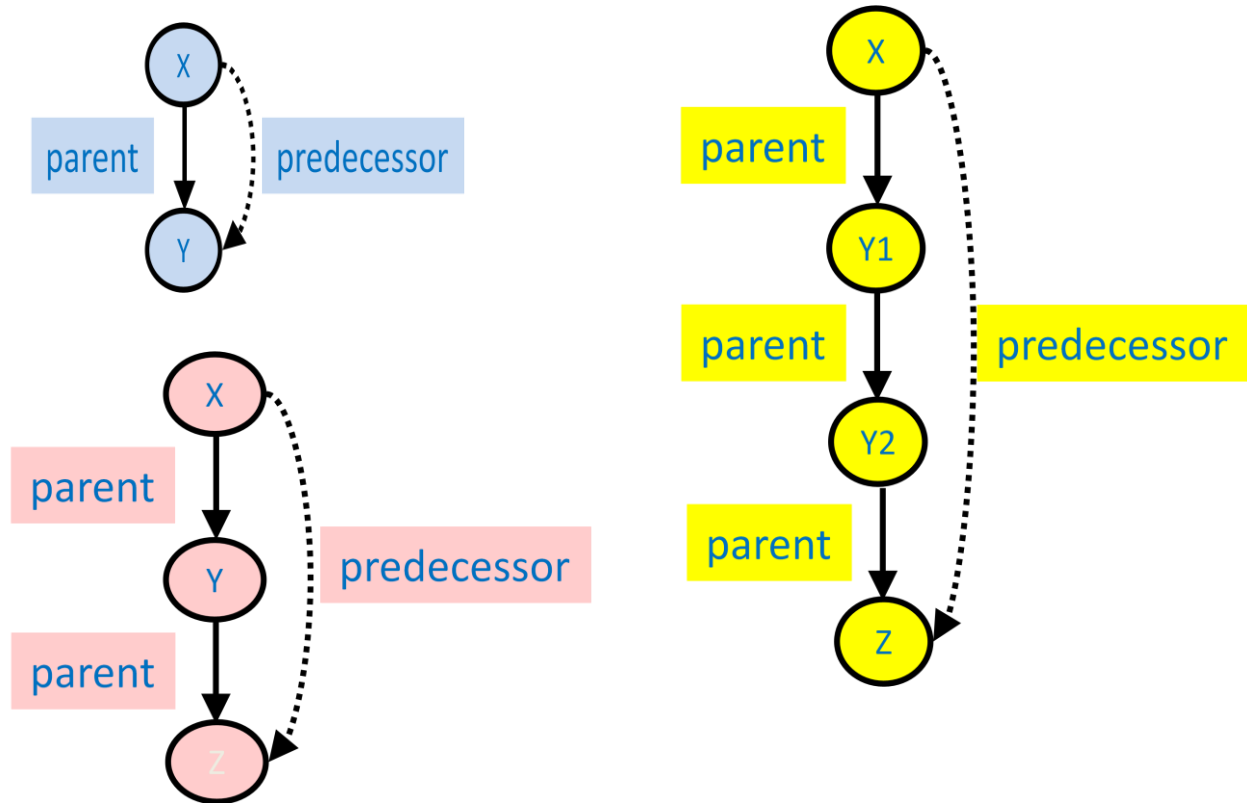 X
parent
predecessor
Y
X
parent
Y
predecessor
parent
Z
X
parent
Y1
parent
predecessor
Y2
parent
Z